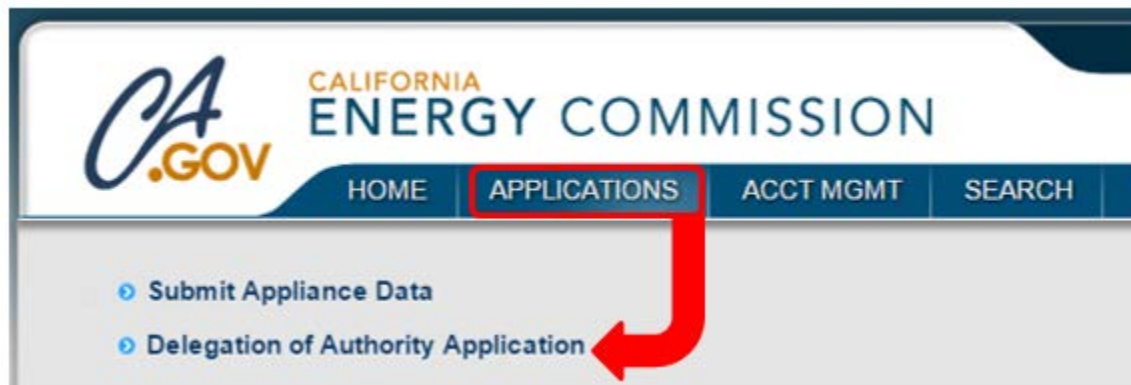 CA
.GOV
CALIFORNIA
ENERGY COMMISSION
HOME APPLICATIONS ACCT MGMT SEARCH
Submit Appliance Data
Delegation of Authority Application